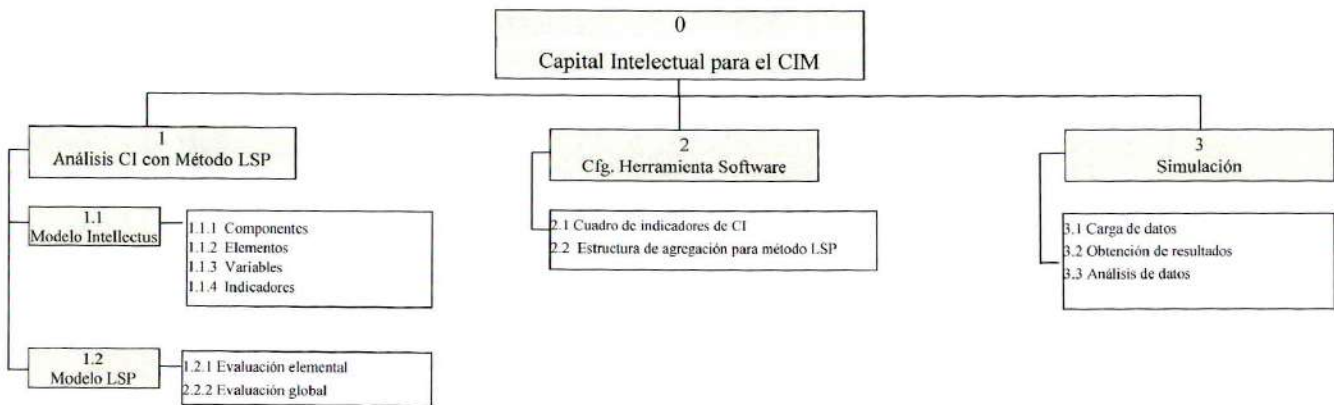 0
Capital Intelectual para el CIM
1
Análisis CI con Método LSP
2
Cfg. Herramienta Software
3
Simulación
1.1
Modelo Intellectus
1.1.1 Componentes
1.1.2 Elementos
1.1.3 Variables
1.1.4 Indicadores
1.2
Modelo LSP
1.2.1 Evaluación elemental
2.2.2 Evaluación global
2.1 Cuadro de indicadores de CI
2.2 Estructura de agregación para método LSP
3.1 Carga de datos
3.2 Obtención de resultados
3.3 Análisis de datos